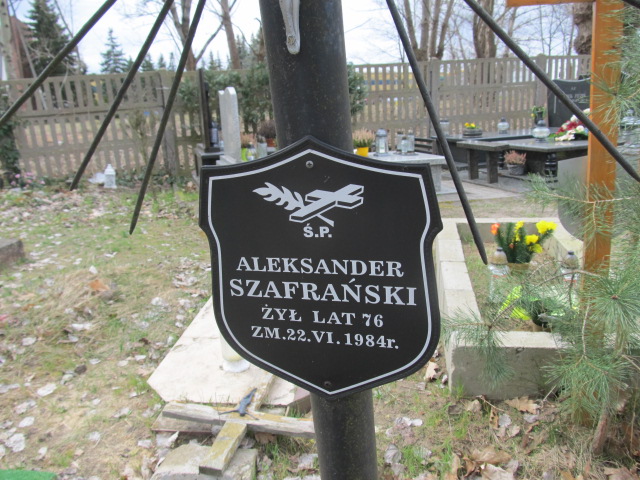 Ś.P.
ALEKSANDER
SZAFRAŃSKI
ŻYŁ LAT 76
ZM.22.VI.1984r.